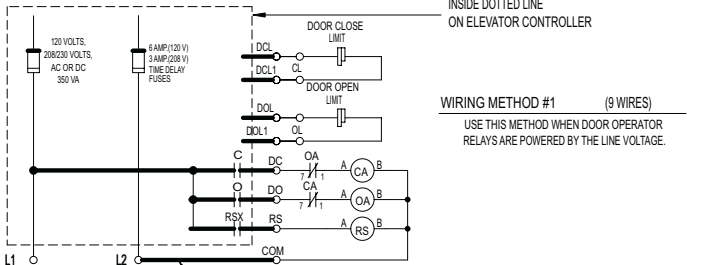 INSIDE DOTTED LINE
ON ELEVATOR CONTROLLER
120 VOLTS,
208/230 VOLTS,
AC OR DC
350 VA
6 AMP.(120 V)
3 AMP.(208 V)
TIME DELAY
FUSES
DOOR CLOSE
LIMIT
DCL
DCL1 CL
DOOR OPEN
LIMIT
DOL
DOL1 OL
WIRING METHOD #1 (9 WIRES)
USE THIS METHOD WHEN DOOR OPERATOR
RELAYS ARE POWERED BY THE LINE VOLTAGE.
C DC OA
7 1 A CA B
O DO CA
7 1 A OA B
RSX RS
A RS B
COM
L1 L2